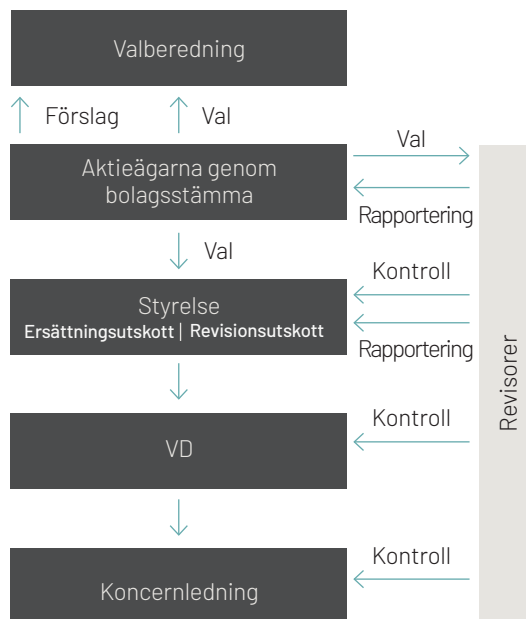 Valberedning
Förslag
Val
Val
Aktieägarna genom
bolagsstämma
Rapportering
Val
Kontroll
Styrelse
Ersättningsutskott | Revisionsutskott
Rapportering
Revisorer
Kontroll
VD
Kontroll
Koncernledning